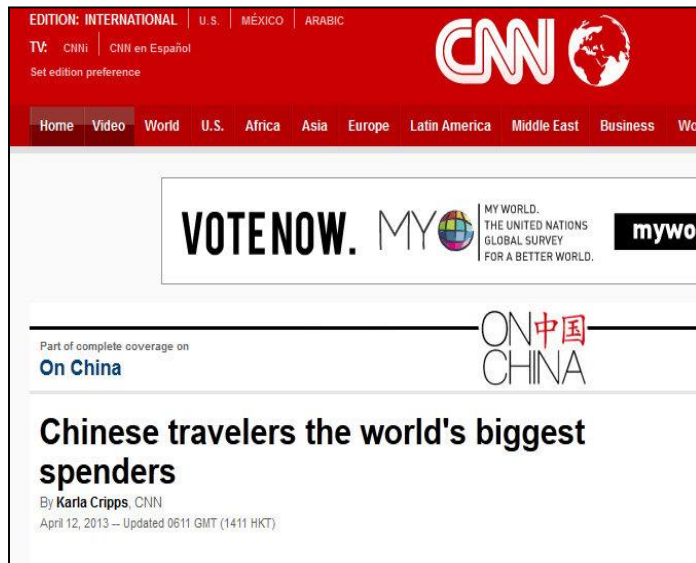 EDITION: INTERNATIONAL U.S. MÉXICO ARABIC
TV: CNNi CNN en Español
Set edition preference
CNN
Home Video World U.S. Africa Asia Europe Latin America Middle East Business
VOTE NOW. MY
MY WORLD.
THE UNITED NATIONS
GLOBAL SURVEY
FOR A BETTER WORLD.
Part of complete coverage on
On China
ON中国
CHINA
Chinese travelers the world's biggest
spenders
By Karla Cripps, CNN
April 12, 2013 -- Updated 0611 GMT (1411 HKT)